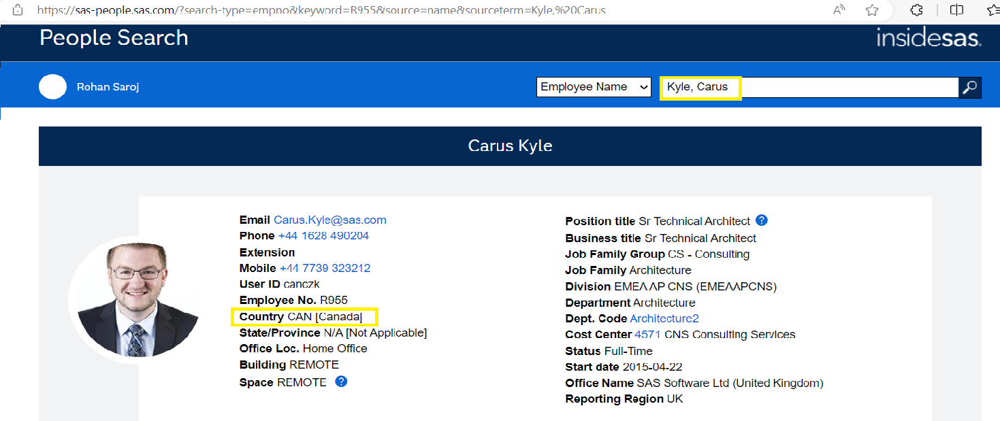 https://sas-people.sas.com/?search-type=empno&keyword=R955&source=name&sourceterm=Kyle,%20Carus
People Search
insidesas.
Rohan Saroj
Employee Name
Kyle, Carus
Carus Kyle
Email Carus.Kyle@sas.com
Phone +44 1628 490204
Extension
Mobile +44 7739 323212
User ID canczk
Employee No. R955
Country CAN [Canada]
State/Province N/A [Not Applicable]
Office Loc. Home Office
Building REMOTE
Space REMOTE ?
Position title Sr Technical Architect ?
Business title Sr Technical Architect
Job Family Group CS - Consulting
Job Family Architecture
Division EMEA AP CNS (EMEAAPCNS)
Department Architecture
Dept. Code Architecture2
Cost Center 4571 CNS Consulting Services
Status Full-Time
Start date 2015-04-22
Office Name SAS Software Ltd (United Kingdom)
Reporting Region UK